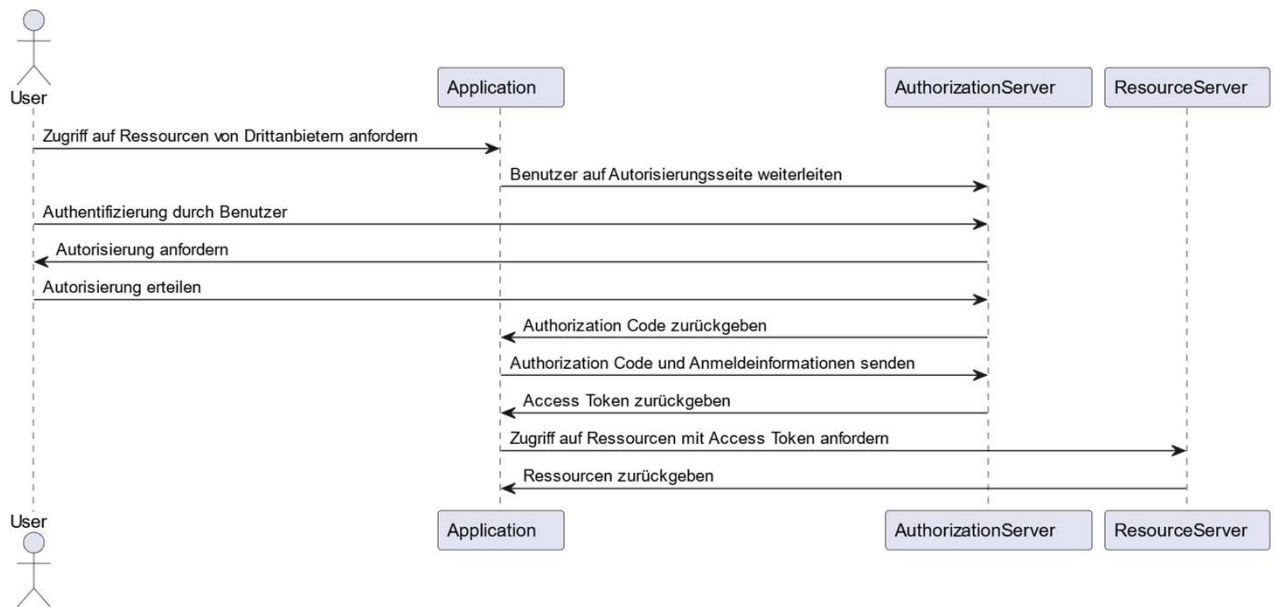 User
Application
AuthorizationServer
ResourceServer
Zugriff auf Ressourcen von Drittanbietern anfordern
Benutzer auf Autorisierungsseite weiterleiten
Authentifizierung durch Benutzer
Autorisierung anfordern
Autorisierung erteilen
Authorization Code zurückgeben
Authorization Code und Anmeldeinformationen senden
Access Token zurückgeben
Zugriff auf Ressourcen mit Access Token anfordern
Ressourcen zurückgeben
User
Application
AuthorizationServer
ResourceServer